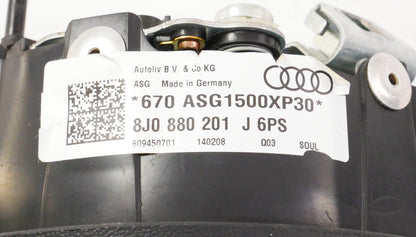 Autoliv B.V. & Co KG
ASG Made in Germany
*670 ASG1500XP30*
8J0 880 201 J 6PS
609450701 140208 Q03 SOUL